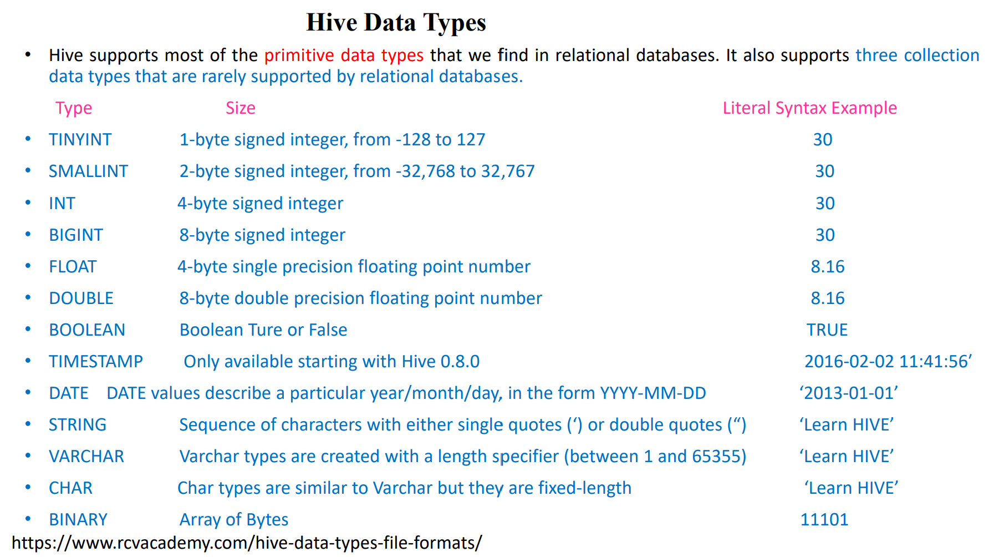 Hive Data Types
• Hive supports most of the primitive data types that we find in relational databases. It also supports three collection
data types that are rarely supported by relational databases.
Type Size Literal Syntax Example
• TINYINT 1-byte signed integer, from -128 to 127 30
• SMALLINT 2-byte signed integer, from -32,768 to 32,767 30
• INT 4-byte signed integer 30
• BIGINT 8-byte signed integer 30
• FLOAT 4-byte single precision floating point number 8.16
• DOUBLE 8-byte double precision floating point number 8.16
• BOOLEAN Boolean Ture or False TRUE
• TIMESTAMP Only available starting with Hive 0.8.0 2016-02-02 11:41:56’
• DATE DATE values describe a particular year/month/day, in the form YYYY-MM-DD ‘2013-01-01’
• STRING Sequence of characters with either single quotes (‘) or double quotes (“) ‘Learn HIVE’
• VARCHAR Varchar types are created with a length specifier (between 1 and 65355) ‘Learn HIVE’
• CHAR Char types are similar to Varchar but they are fixed-length ‘Learn HIVE’
• BINARY Array of Bytes 11101
https://www.rcvacademy.com/hive-data-types-file-formats/